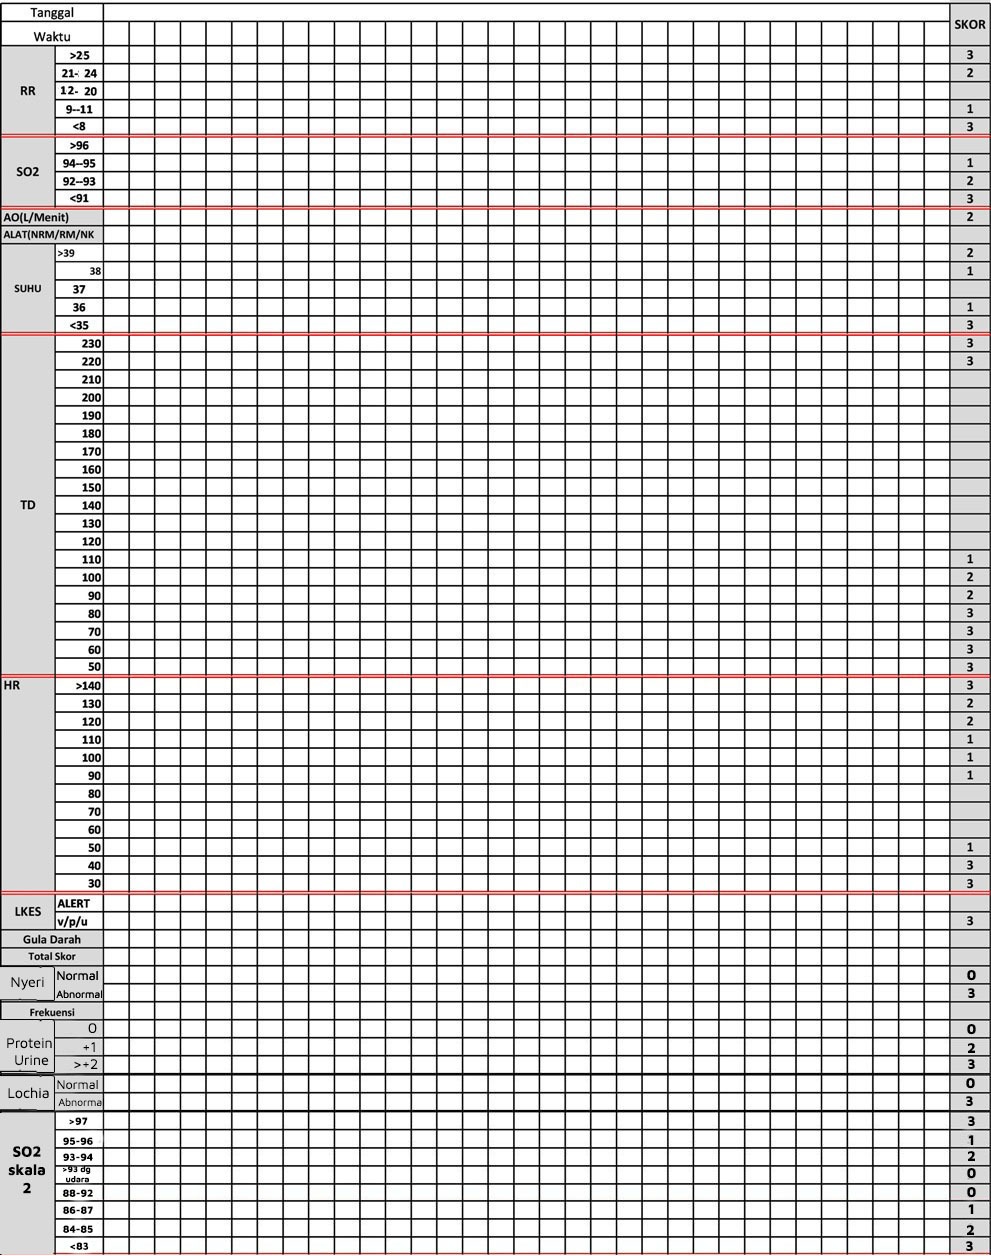 Tanggal
SKOR
Waktu
RR
>25 3
21-: 24 2
12- 20
9--11 1
<8 3
SO2
>96
94--95 1
92--93 2
<91 3
AO(L/Menit) 2
ALAT(NRM/RM/NK
SUHU
>39 2
38 1
37
36 1
<35 3
TD
230 3
220 3
210
200
190
180
170
160
150
140
130
120
110 1
100 2
90 2
80 3
70 3
60 3
50 3
HR
>140 3
130 2
120 2
110 1
100 1
90 1
80
70
60
50 1
40 3
30 3
LKES
ALERT
v/p/u 3
Gula Darah
Total Skor
Nyeri
Normal 0
Abnormal 3
Frekuensi
Protein
Urine
0 0
+1 2
>+2 3
Lochia
Normal 0
Abnorma 3
SO2
skala
2
>97 3
95-96 1
93-94 2
>93 dg
udara 0
88-92 0
86-87 1
84-85 2
<83 3